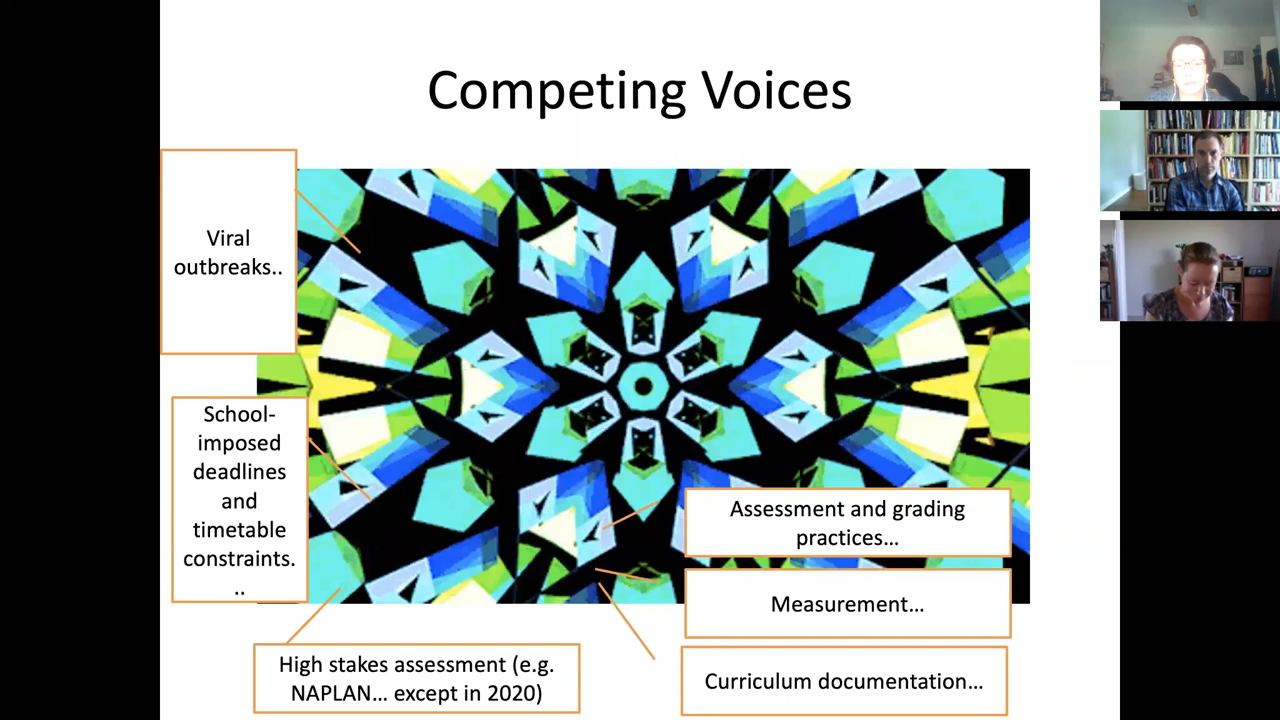 Competing Voices
Viral
outbreaks..
School-
imposed
deadlines
and
timetable
constraints.
..
Assessment and grading
practices…
Measurement…
High stakes assessment (e.g.
NAPLAN… except in 2020)
Curriculum documentation…